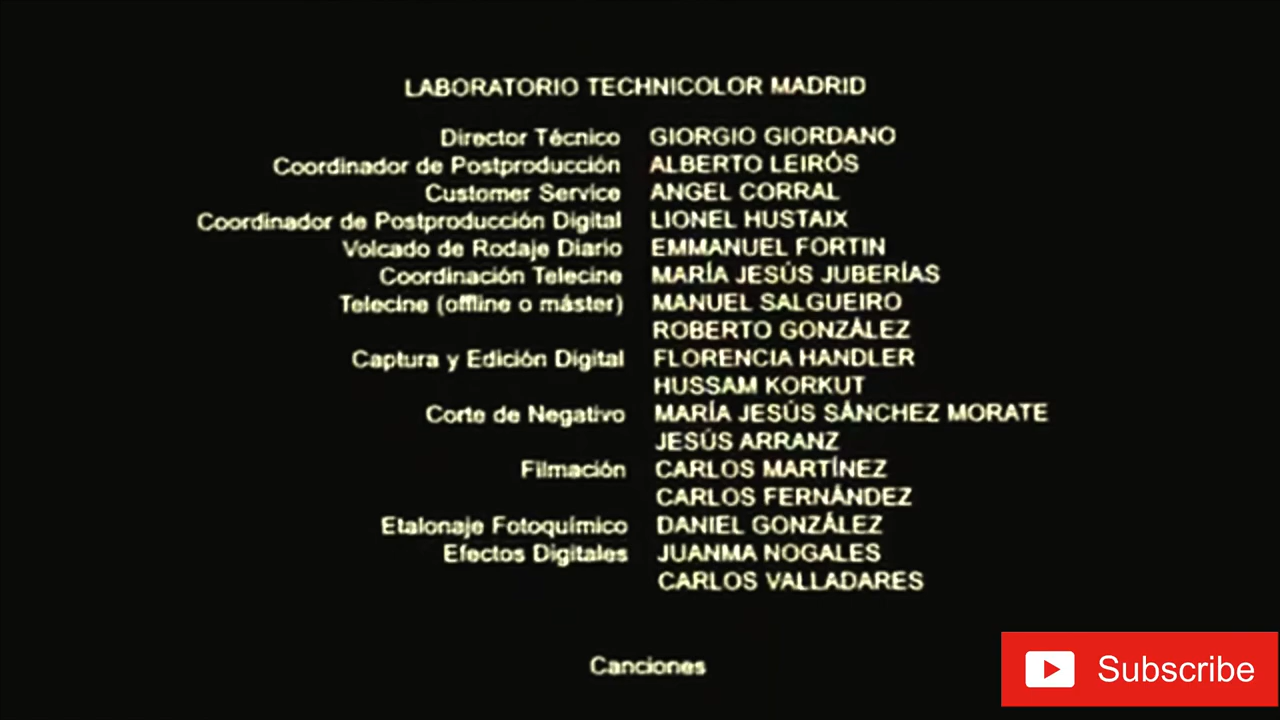 LABORATORIO TECHNICOLOR MADRID
Director Técnico GIORGIO GIORDANO
Coordinador de Postproducción ALBERTO LEIRÓS
Customer Service ANGEL CORRAL
Coordinador de Postproducción Digital LIONEL HUSTAIX
Volcado de Rodaje Diario EMMANUEL FORTIN
Coordinación Telecine MARÍA JESÚS JUBERÍAS
Telecine (offline o máster) MANUEL SALGUEIRO
ROBERTO GONZÁLEZ
Captura y Edición Digital FLORENCIA HANDLER
HUSSAM KORKUT
Corte de Negativo MARÍA JESÚS SÁNCHEZ MORATE
JESÚS ARRANZ
Filmación CARLOS MARTÍNEZ
CARLOS FERNÁNDEZ
Etalonaje Fotoquímico DANIEL GONZÁLEZ
Efectos Digitales JUANMA NOGALES
CARLOS VALLADARES
Canciones
Subscribe